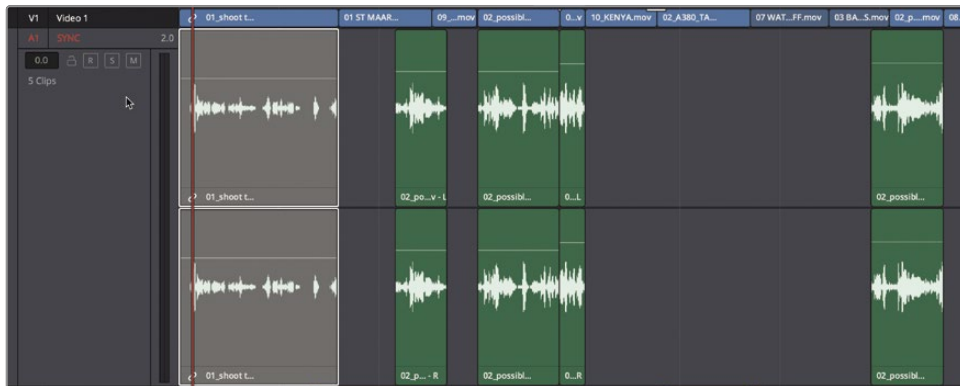 V1 Video 1 01_shoot t... 01 ST MAAR... 09_...mov 02_possibl... 0...v 10_KENYA.mov 02_A380_TA... 07 WAT...FF.mov 03 BA...S.mov 02_p....mov 08
A1 SYNC 2.0
0.0 R S M
5 Clips
01_shoot t... 02_po...v - L 02_possibl... 0...L 02_possibl...
01_shoot t... 02_p... - R 02_possibl... 0...R 02_possibl...